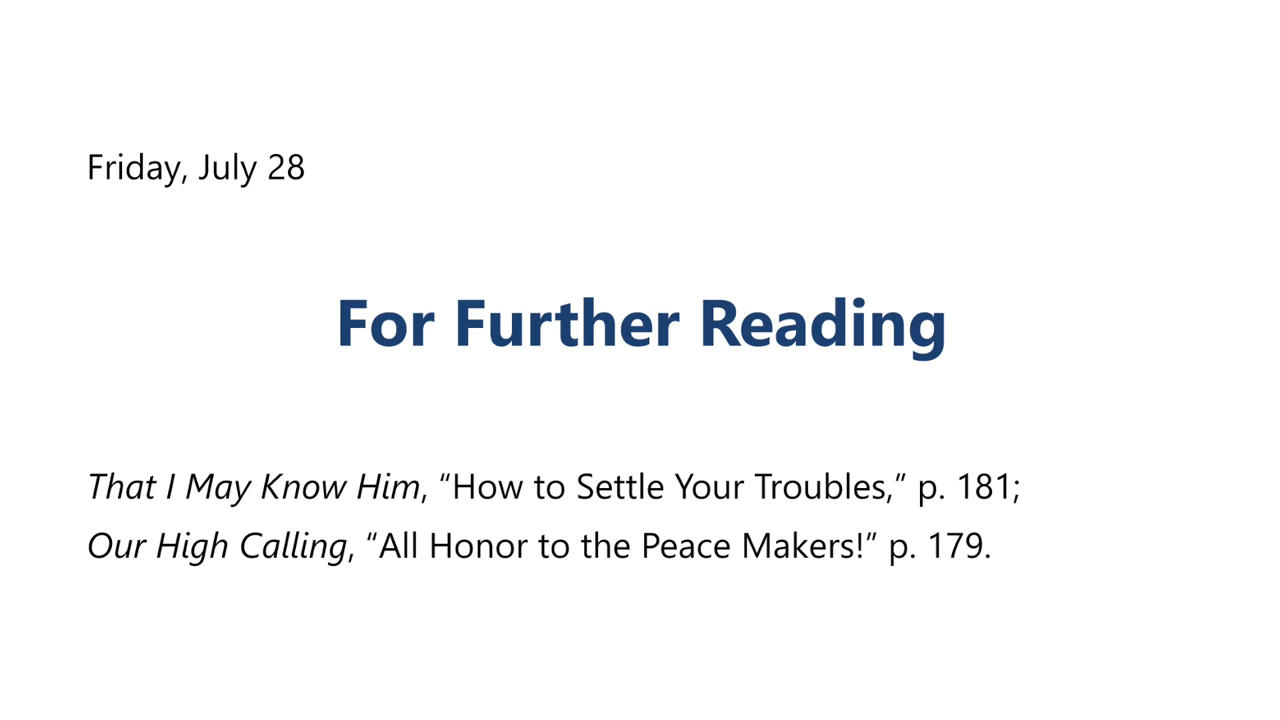 Friday, July 28
For Further Reading
That I May Know Him, “How to Settle Your Troubles,” p. 181;
Our High Calling, “All Honor to the Peace Makers!” p. 179.